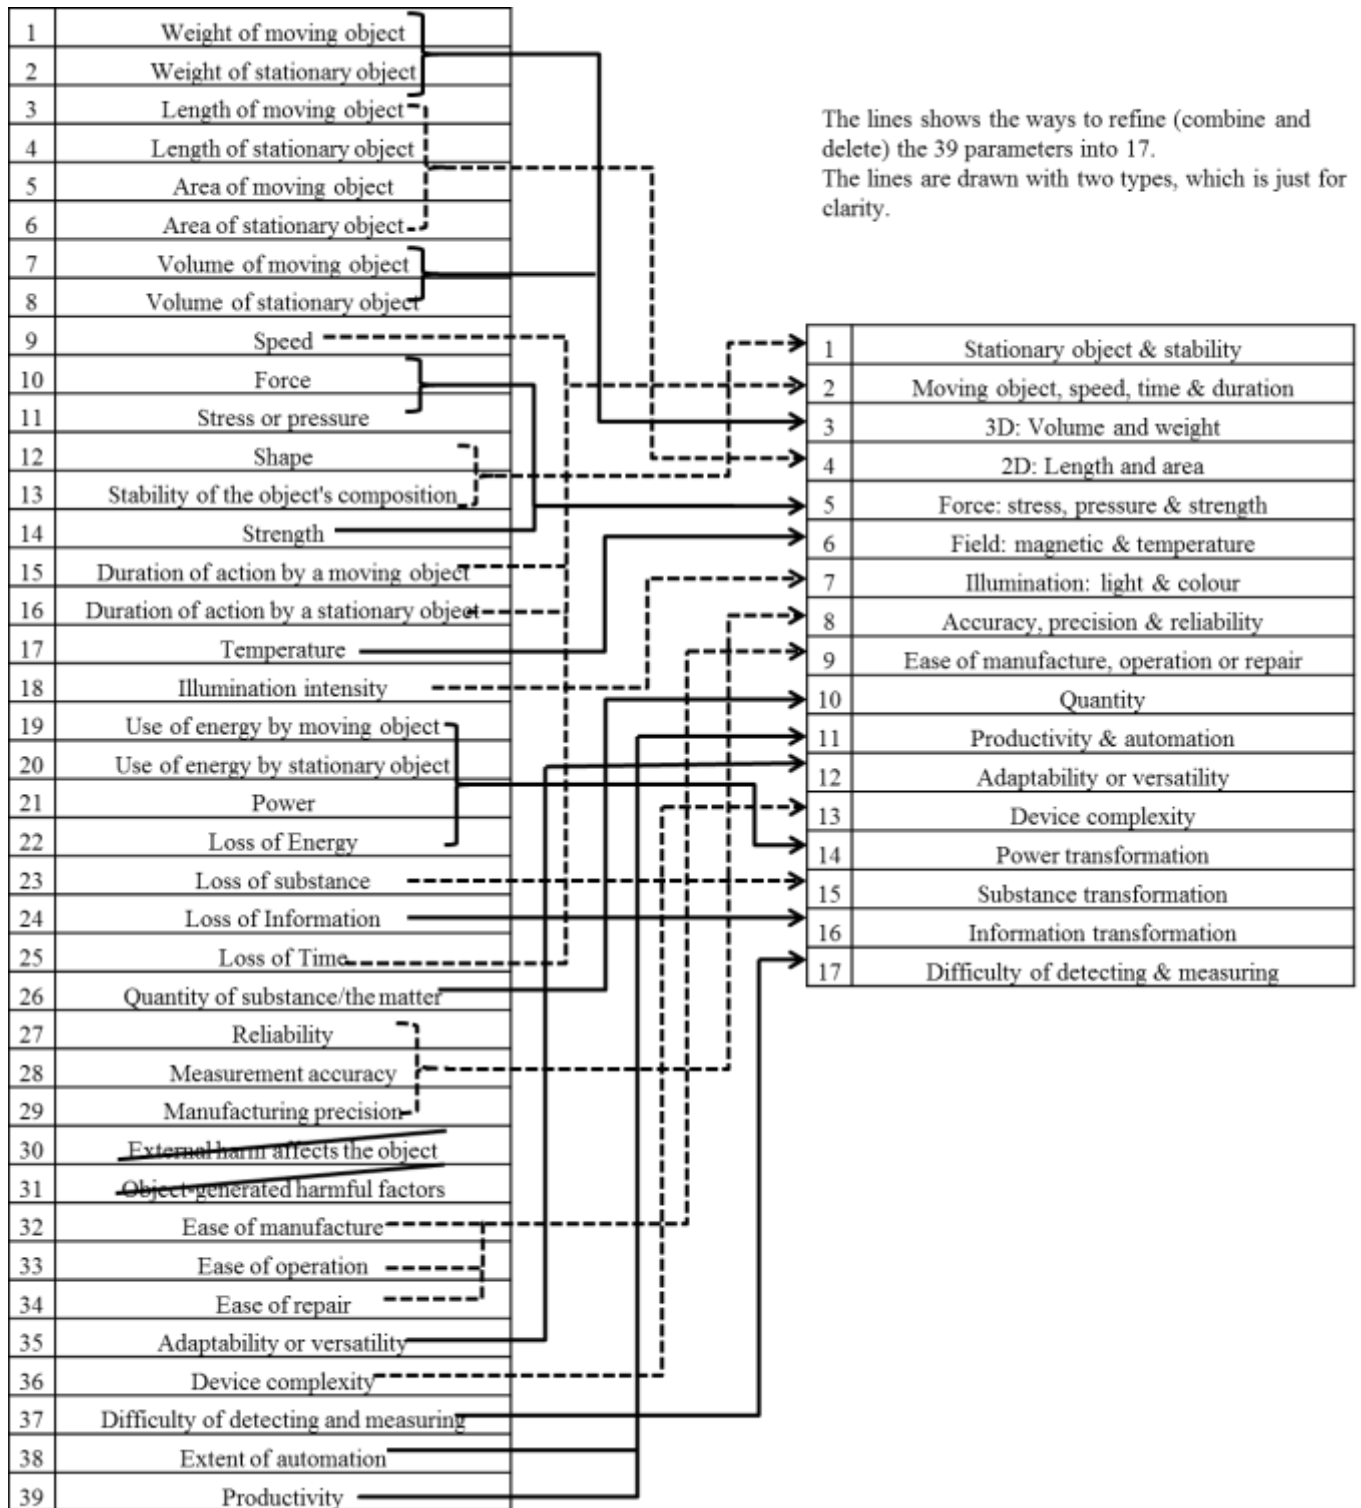 1 Weight of moving object
2 Weight of stationary object
3 Length of moving object
4 Length of stationary object
5 Area of moving object
6 Area of stationary object
7 Volume of moving object
8 Volume of stationary object
9 Speed
10 Force
11 Stress or pressure
12 Shape
13 Stability of the object's composition
14 Strength
15 Duration of action by a moving object
16 Duration of action by a stationary object
17 Temperature
18 Illumination intensity
19 Use of energy by moving object
20 Use of energy by stationary object
21 Power
22 Loss of Energy
23 Loss of substance
24 Loss of Information
25 Loss of Time
26 Quantity of substance/the matter
27 Reliability
28 Measurement accuracy
29 Manufacturing precision
30 External harm affects the object
31 Object-generated harmful factors
32 Ease of manufacture
33 Ease of operation
34 Ease of repair
35 Adaptability or versatility
36 Device complexity
37 Difficulty of detecting and measuring
38 Extent of automation
39 Productivity
The lines shows the ways to refine (combine and
delete) the 39 parameters into 17.
The lines are drawn with two types, which is just for
clarity.
1 Stationary object & stability
2 Moving object, speed, time & duration
3 3D: Volume and weight
4 2D: Length and area
5 Force: stress, pressure & strength
6 Field: magnetic & temperature
7 Illumination: light & colour
8 Accuracy, precision & reliability
9 Ease of manufacture, operation or repair
10 Quantity
11 Productivity & automation
12 Adaptability or versatility
13 Device complexity
14 Power transformation
15 Substance transformation
16 Information transformation
17 Difficulty of detecting & measuring